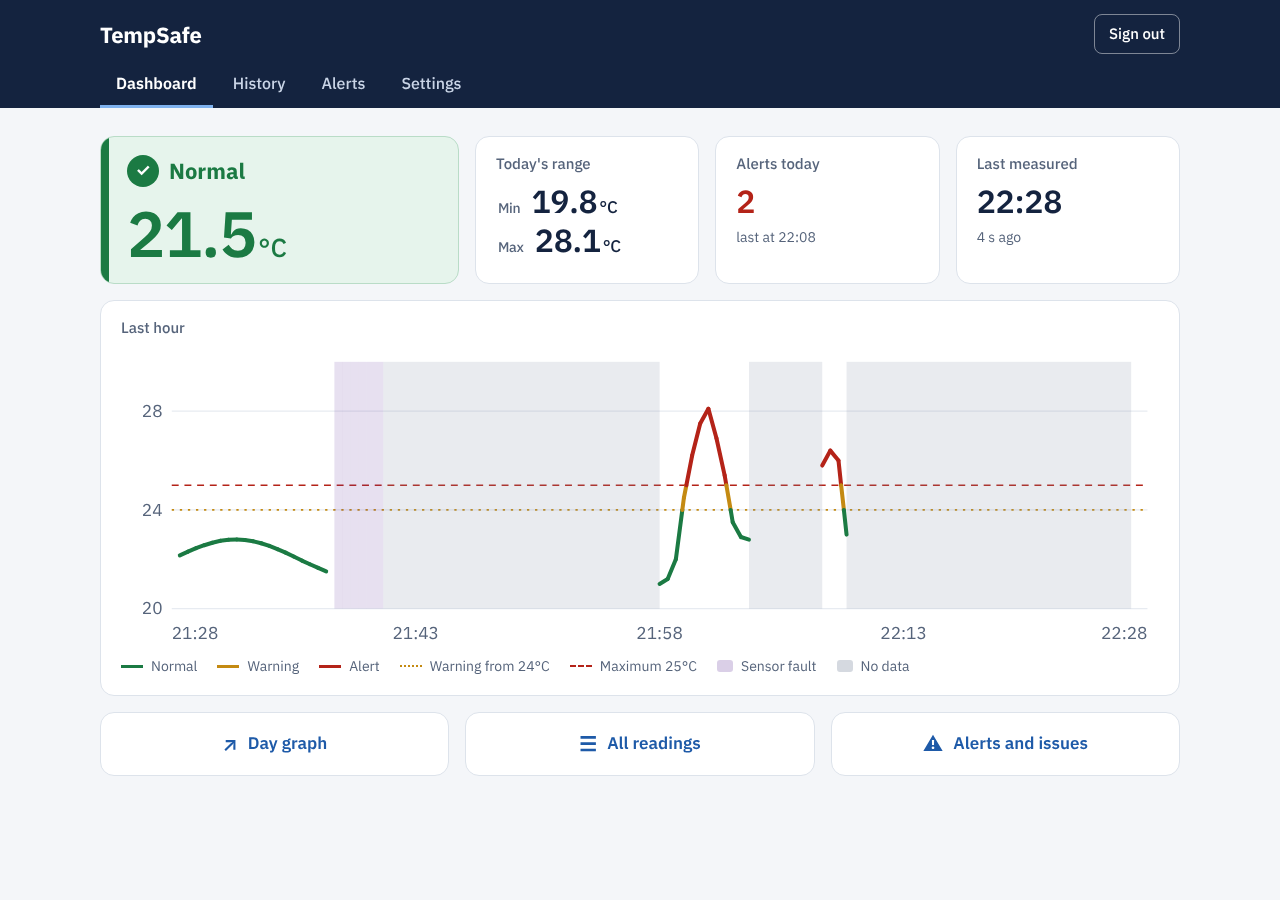 TempSafe
Sign out
Dashboard History Alerts Settings
Normal
21.5°C
Today's range
Min 19.8°C
Max 28.1°C
Alerts today
2
last at 22:08
Last measured
22:28
4 s ago
Last hour
28
24
20
21:28 21:43 21:58 22:13 22:28
Normal Warning Alert Warning from 24°C Maximum 25°C Sensor fault No data
Day graph All readings Alerts and issues